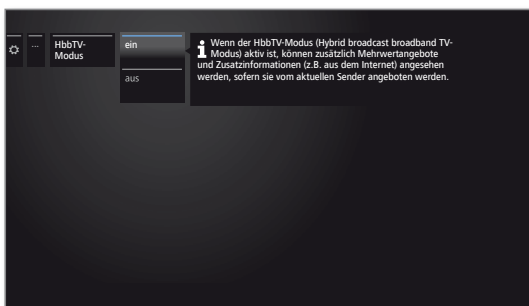 ...
HbbTV-
Modus
ein
aus
Wenn der HbbTV-Modus (Hybrid broadcast broadband TV-
Modus) aktiv ist, können zusätzlich Mehrwertangebote
und Zusatzinformationen (z.B. aus dem Internet) angesehen
werden, sofern sie vom aktuellen Sender angeboten werden.